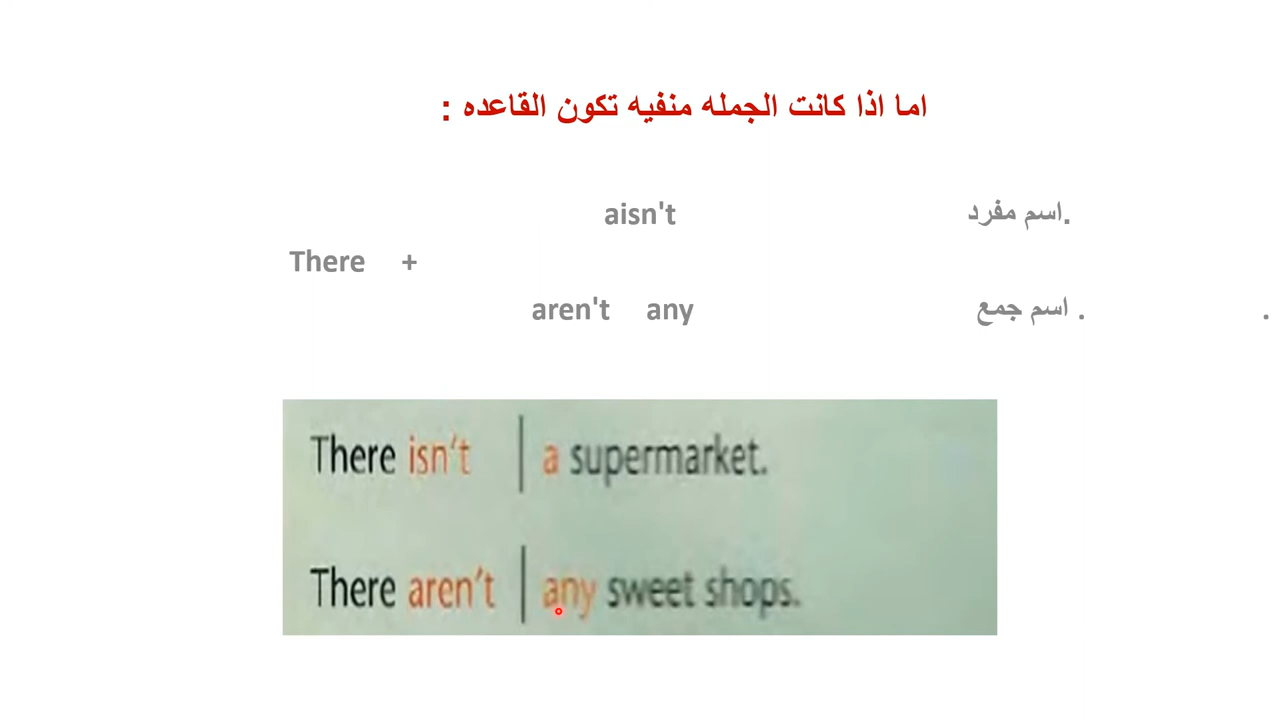 اما اذا كانت الجمله منفيه تكون القاعده :
aisn't اسم مفرد.
There +
aren't any اسم جمع . .
There isn't | a supermarket.
There aren't | any sweet shops.